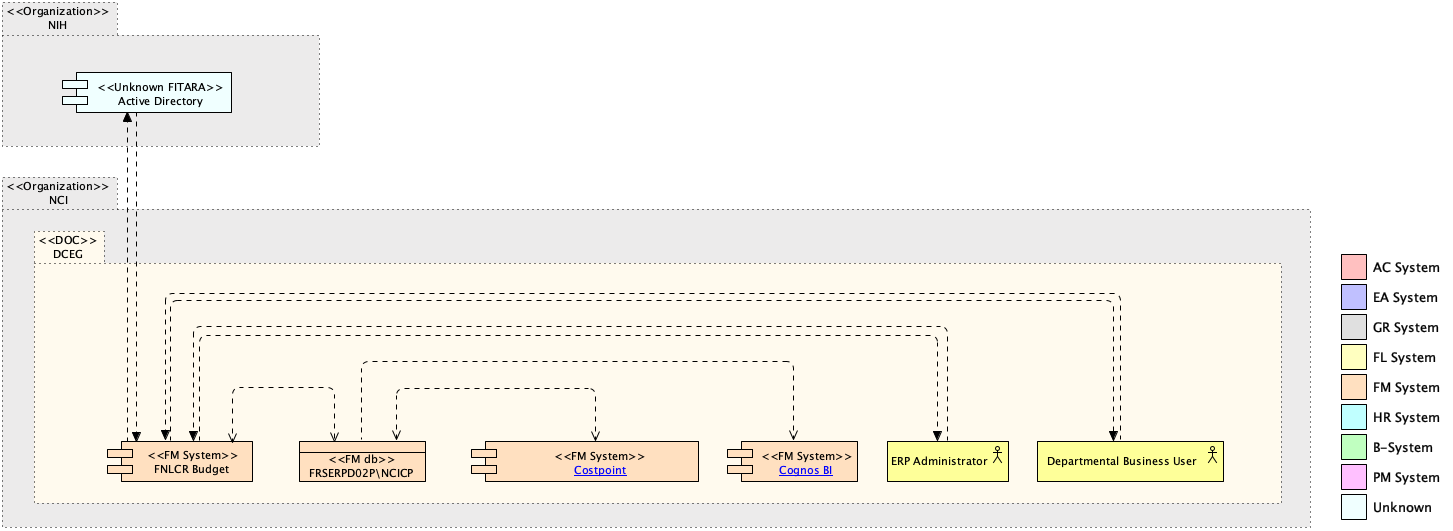 <<Organization>>
NIH
<<Unknown FITARA>>
Active Directory
<<Organization>>
NCI
<<DOC>>
DCEG
<<FM System>>
FNLCR Budget
<<FM db>>
FRSERPD02P\NCICP
<<FM System>>
Costpoint
<<FM System>>
Cognos BI
ERP Administrator
Departmental Business User
AC System
EA System
GR System
FL System
FM System
HR System
B-System
PM System
Unknown